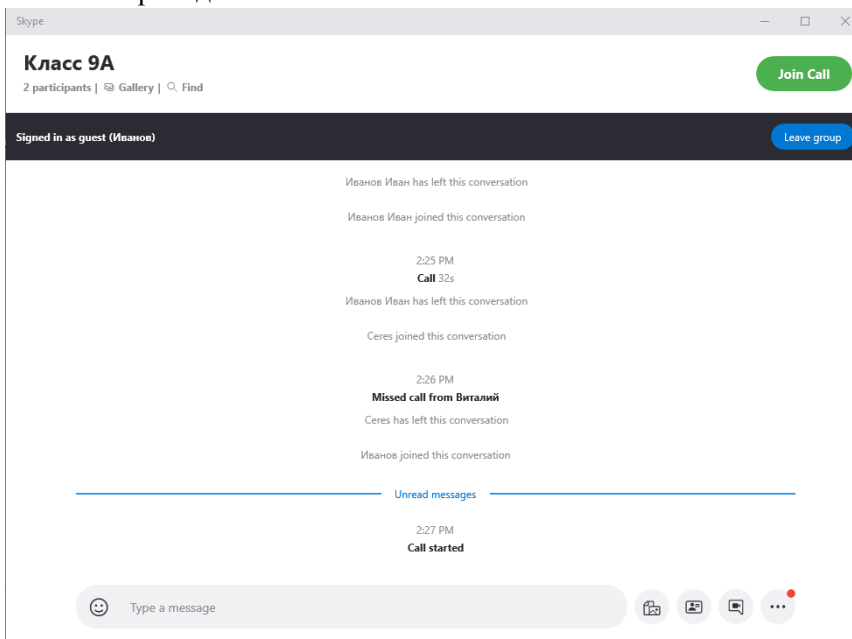 Skype
Класс 9А
Join Call
2 participants | Gallery | Find
Signed in as guest (Иванов)
Leave group
Иванов Иван has left this conversation
Иванов Иван joined this conversation
2:25 PM
Call 32s
Иванов Иван has left this conversation
Ceres joined this conversation
2:26 PM
Missed call from Виталий
Ceres has left this conversation
Иванов joined this conversation
Unread messages
2:27 PM
Call started
Type a message